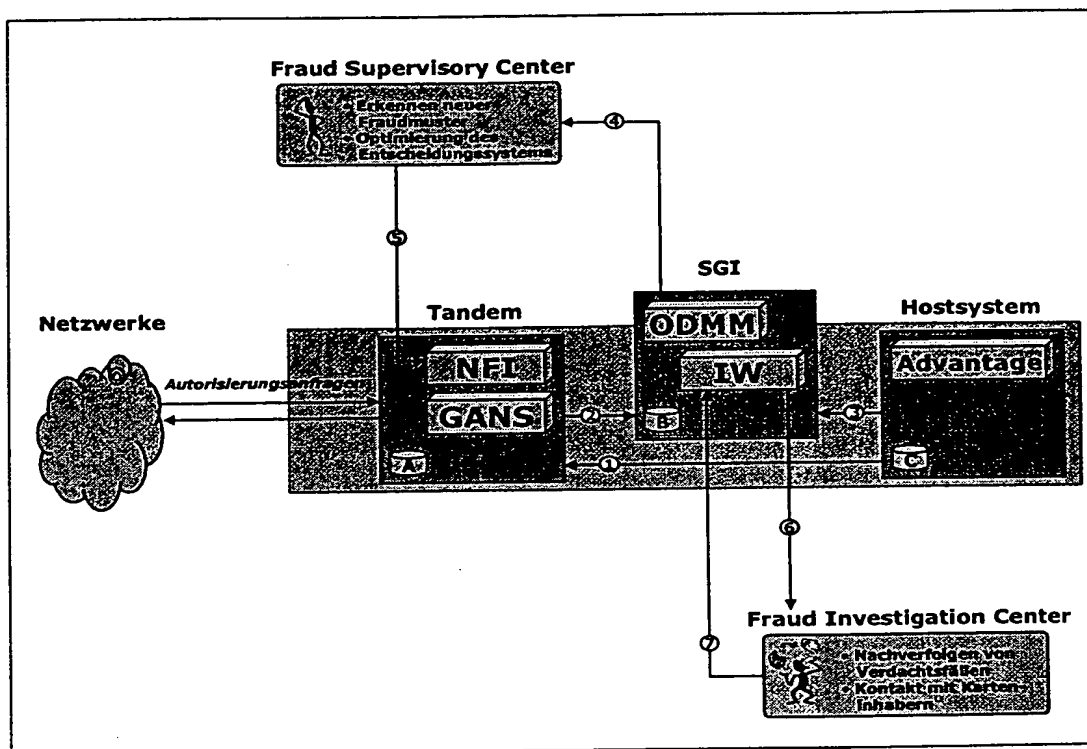 Fraud Supervisory Center
• Erkennen neuer
Fraudmuster
• Optimierung des
Entscheidungssystems
④
⑤
SGI
Netzwerke
Tandem
Hostsystem
ODMM
NFI
IW
Advantage
Autorisierungsanfragen
GANS
②
B
③
A
①
C
⑥
Fraud Investigation Center
⑦
• Nachverfolgen von
Verdachtsfällen
• Kontakt mit Karten-
inhabern